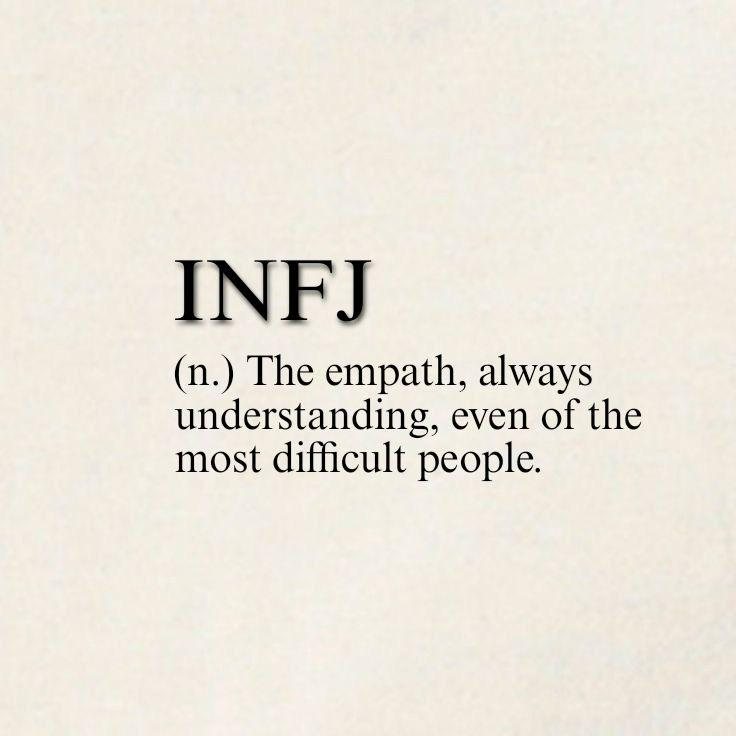 INFJ
(n.) The empath, always
understanding, even of the
most difficult people.